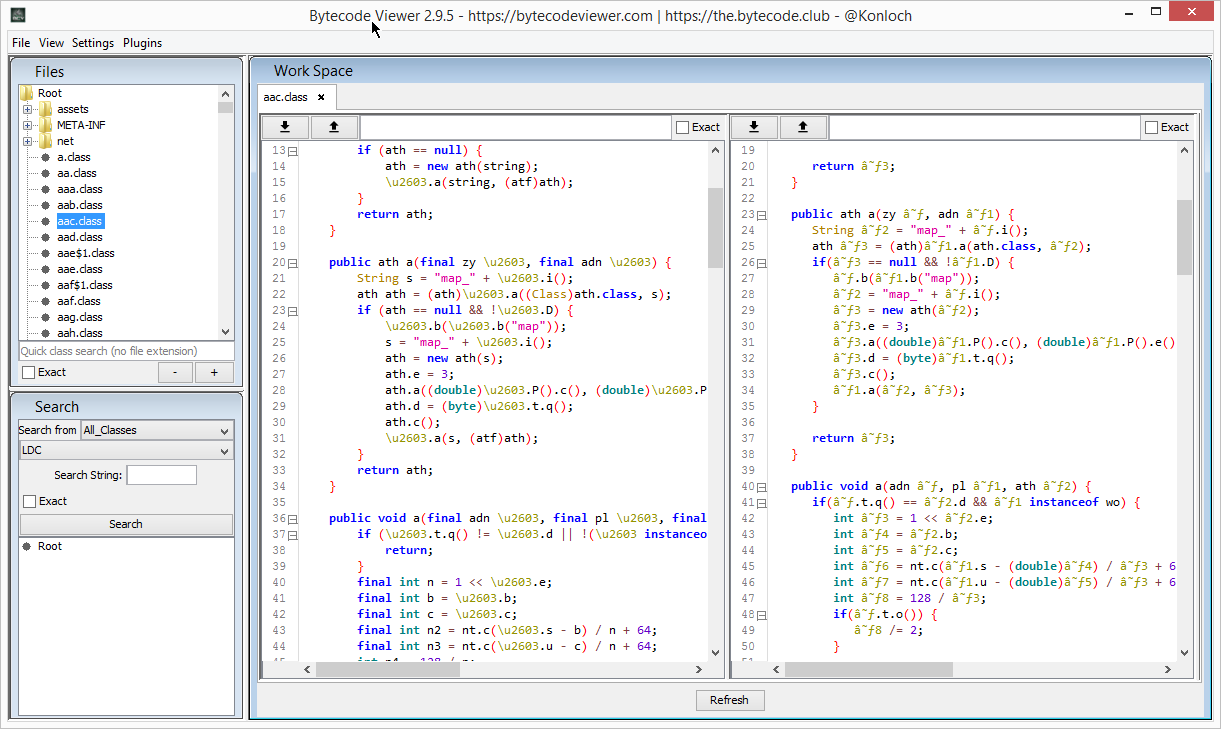 Bytecode Viewer 2.9.5 - https://bytecodeviewer.com | https://the.bytecode.club - @Konloch
File View Settings Plugins
Files
Root
assets
META-INF
net
a.class
aa.class
aaa.class
aab.class
aac.class
aad.class
aae$1.class
aae.class
aaf$1.class
aaf.class
aag.class
aah.class
Quick class search (no file extension)
Exact
-
+
Search
Search from All_Classes
LDC
Search String:
Exact
Search
Root
Work Space
aac.class x
Exact
13 if (ath == null) {
14 ath = new ath(string);
15 \u2603.a(string, (atf)ath);
16 }
17 return ath;
18 }
19
20 public ath a(final zy \u2603, final adn \u2603) {
21 String s = "map_" + \u2603.i();
22 ath ath = (ath)\u2603.a((Class)ath.class, s);
23 if (ath == null && !\u2603.D) {
24 \u2603.b(\u2603.b("map"));
25 s = "map_" + \u2603.i();
26 ath = new ath(s);
27 ath.e = 3;
28 ath.a((double)\u2603.P().c(), (double)\u2603.P
29 ath.d = (byte)\u2603.t.q();
30 ath.c();
31 \u2603.a(s, (atf)ath);
32 }
33 return ath;
34 }
35
36 public void a(final adn \u2603, final pl \u2603, final
37 if (\u2603.t.q() != \u2603.d || !(\u2603 instanceo
38 return;
39 }
40 final int n = 1 << \u2603.e;
41 final int b = \u2603.b;
42 final int c = \u2603.c;
43 final int n2 = nt.c(\u2603.s - b) / n + 64;
44 final int n3 = nt.c(\u2603.u - c) / n + 64;
45 int n4 = 128 / n;
Exact
19
20 return â˜ƒ3;
21 }
22
23 public ath a(zy â˜ƒ, adn â˜ƒ1) {
24 String â˜ƒ2 = "map_" + â˜ƒ.i();
25 ath â˜ƒ3 = (ath)â˜ƒ1.a(ath.class, â˜ƒ2);
26 if(â˜ƒ3 == null && !â˜ƒ1.D) {
27 â˜ƒ.b(â˜ƒ1.b("map"));
28 â˜ƒ2 = "map_" + â˜ƒ.i();
29 â˜ƒ3 = new ath(â˜ƒ2);
30 â˜ƒ3.e = 3;
31 â˜ƒ3.a((double)â˜ƒ1.P().c(), (double)â˜ƒ1.P().e()
32 â˜ƒ3.d = (byte)â˜ƒ1.t.q();
33 â˜ƒ3.c();
34 â˜ƒ1.a(â˜ƒ2, â˜ƒ3);
35 }
36
37 return â˜ƒ3;
38 }
39
40 public void a(adn â˜ƒ, pl â˜ƒ1, ath â˜ƒ2) {
41 if(â˜ƒ.t.q() == â˜ƒ2.d && â˜ƒ1 instanceof wo) {
42 int â˜ƒ3 = 1 << â˜ƒ2.e;
43 int â˜ƒ4 = â˜ƒ2.b;
44 int â˜ƒ5 = â˜ƒ2.c;
45 int â˜ƒ6 = nt.c(â˜ƒ1.s - (double)â˜ƒ4) / â˜ƒ3 + 6
46 int â˜ƒ7 = nt.c(â˜ƒ1.u - (double)â˜ƒ5) / â˜ƒ3 + 6
47 int â˜ƒ8 = 128 / â˜ƒ3;
48 if(â˜ƒ.t.o()) {
49 â˜ƒ8 /= 2;
50 }
51
Refresh